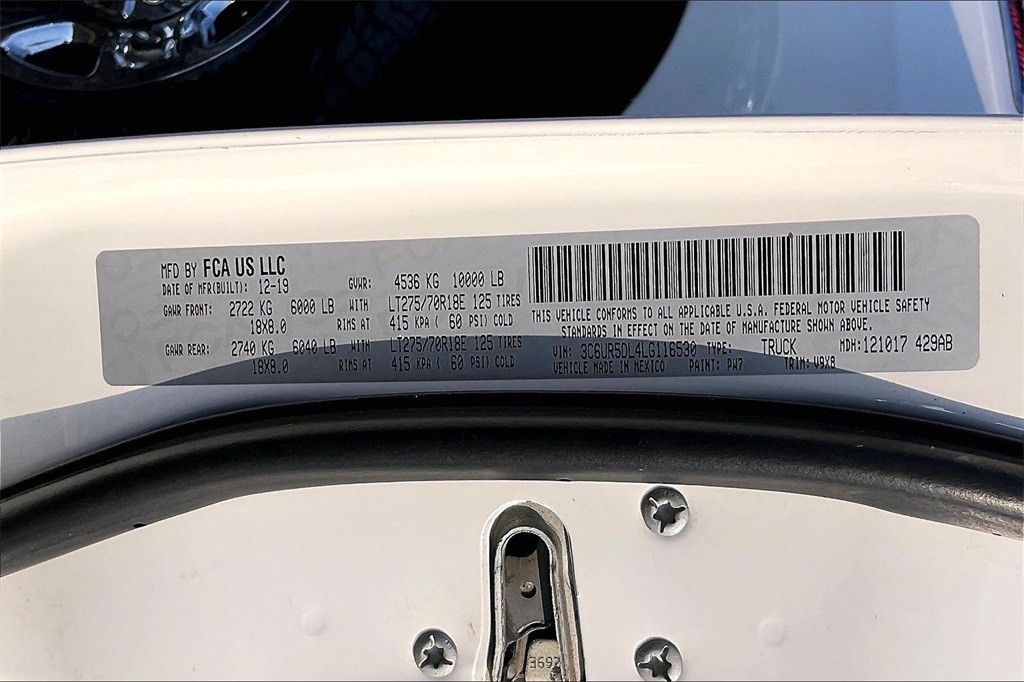 MFD BY FCA US LLC
DATE OF MFR(BUILT): 12-19 GVWR: 4536 KG 10000 LB
GAWR FRONT: 2722 KG 6000 LB WITH LT275/70R18E 125 TIRES
18X8.0 RIMS AT 415 KPA ( 60 PSI) COLD
GAWR REAR: 2740 KG 6040 LB WITH LT275/70R18E 125 TIRES
18X8.0 RIMS AT 415 KPA ( 60 PSI) COLD
THIS VEHICLE CONFORMS TO ALL APPLICABLE U.S.A. FEDERAL MOTOR VEHICLE SAFETY
STANDARDS IN EFFECT ON THE DATE OF MANUFACTURE SHOWN ABOVE.
VIN: 3C6UR5DL4LG116530 TYPE: TRUCK MDH: 121017 429AB
VEHICLE MADE IN MEXICO PAINT: PW7 TRIM: V9X8